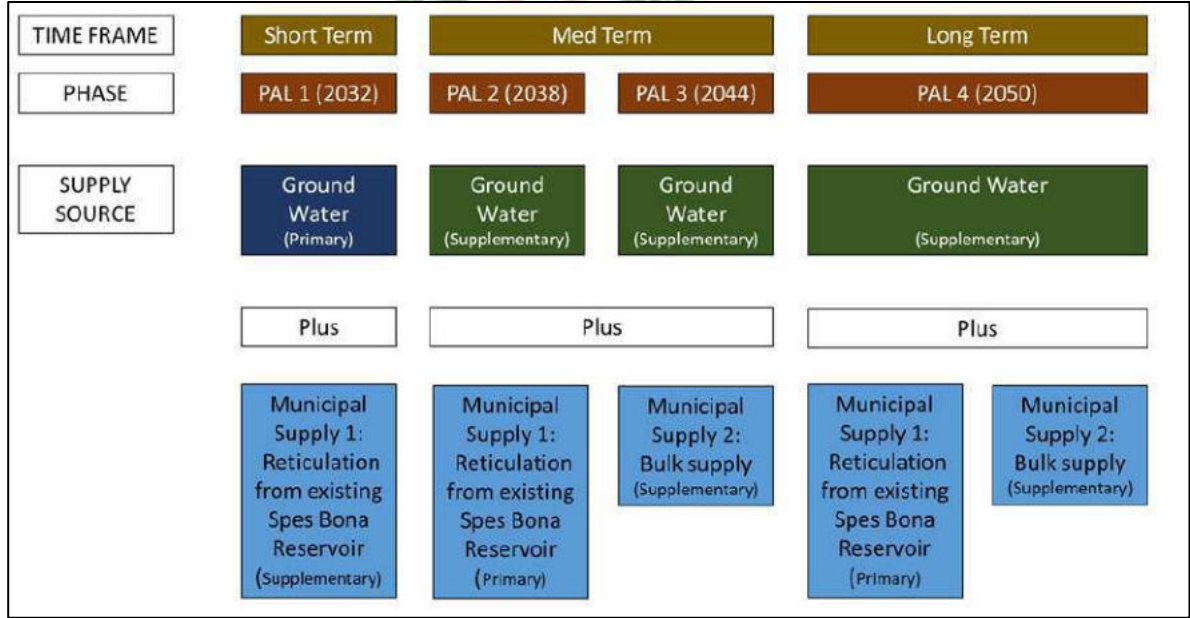 TIME FRAME
Short Term
Med Term
Long Term
PHASE
PAL 1 (2032)
PAL 2 (2038)
PAL 3 (2044)
PAL 4 (2050)
SUPPLY
SOURCE
Ground
Water
(Primary)
Ground
Water
(Supplementary)
Ground
Water
(Supplementary)
Ground Water
(Supplementary)
Plus
Plus
Plus
Municipal
Supply 1:
Reticulation
from existing
Spes Bona
Reservoir
(Supplementary)
Municipal
Supply 1:
Reticulation
from existing
Spes Bona
Reservoir
(Primary)
Municipal
Supply 2:
Bulk supply
(Supplementary)
Municipal
Supply 1:
Reticulation
from existing
Spes Bona
Reservoir
(Primary)
Municipal
Supply 2:
Bulk supply
(Supplementary)